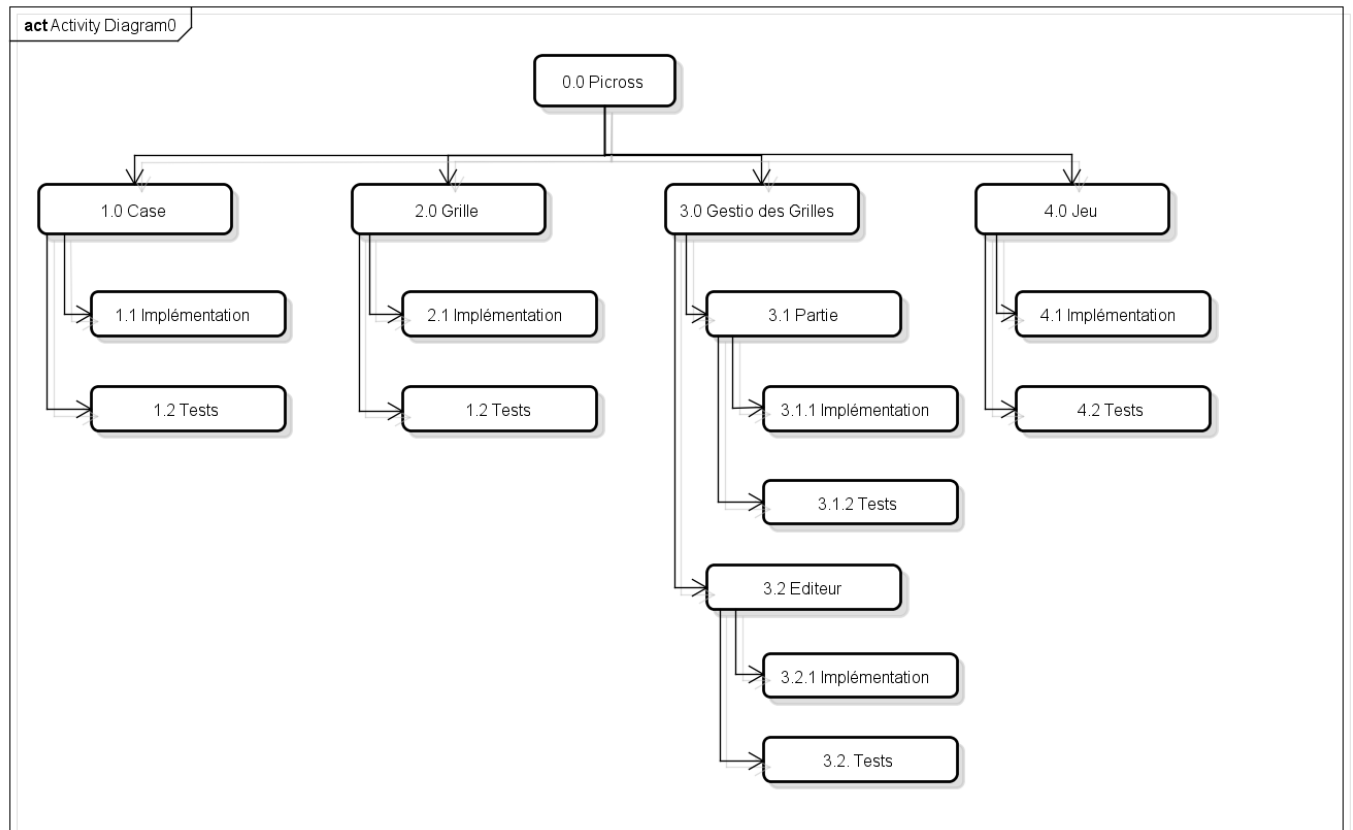 act Activity Diagram0
0.0 Picross
1.0 Case
2.0 Grille
3.0 Gestio des Grilles
4.0 Jeu
1.1 Implémentation
2.1 Implémentation
3.1 Partie
4.1 Implémentation
1.2 Tests
1.2 Tests
3.1.1 Implémentation
4.2 Tests
3.1.2 Tests
3.2 Editeur
3.2.1 Implémentation
3.2. Tests